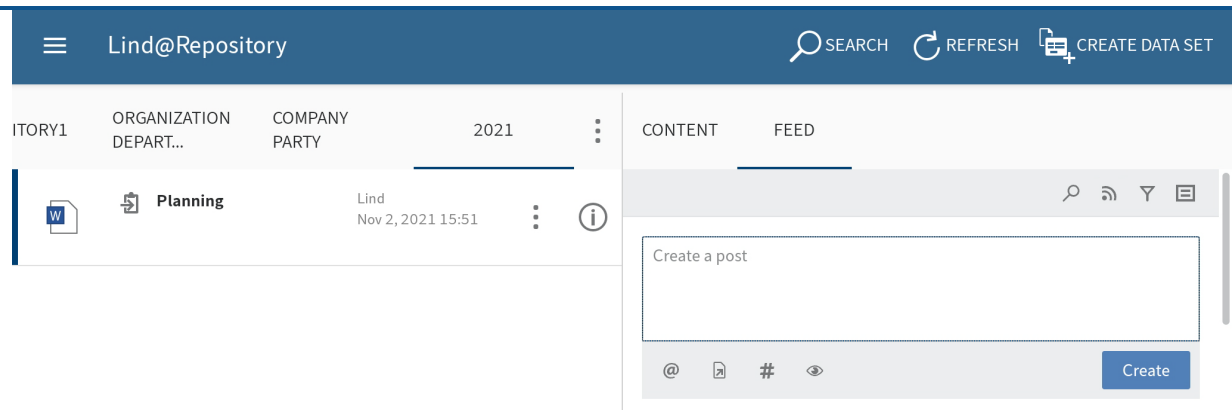 Lind@Repository
SEARCH
REFRESH
CREATE DATA SET
ITORY1
ORGANIZATION
DEPART...
COMPANY
PARTY
2021
CONTENT
FEED
W
Planning
Lind
Nov 2, 2021 15:51
Create a post
@
#
Create